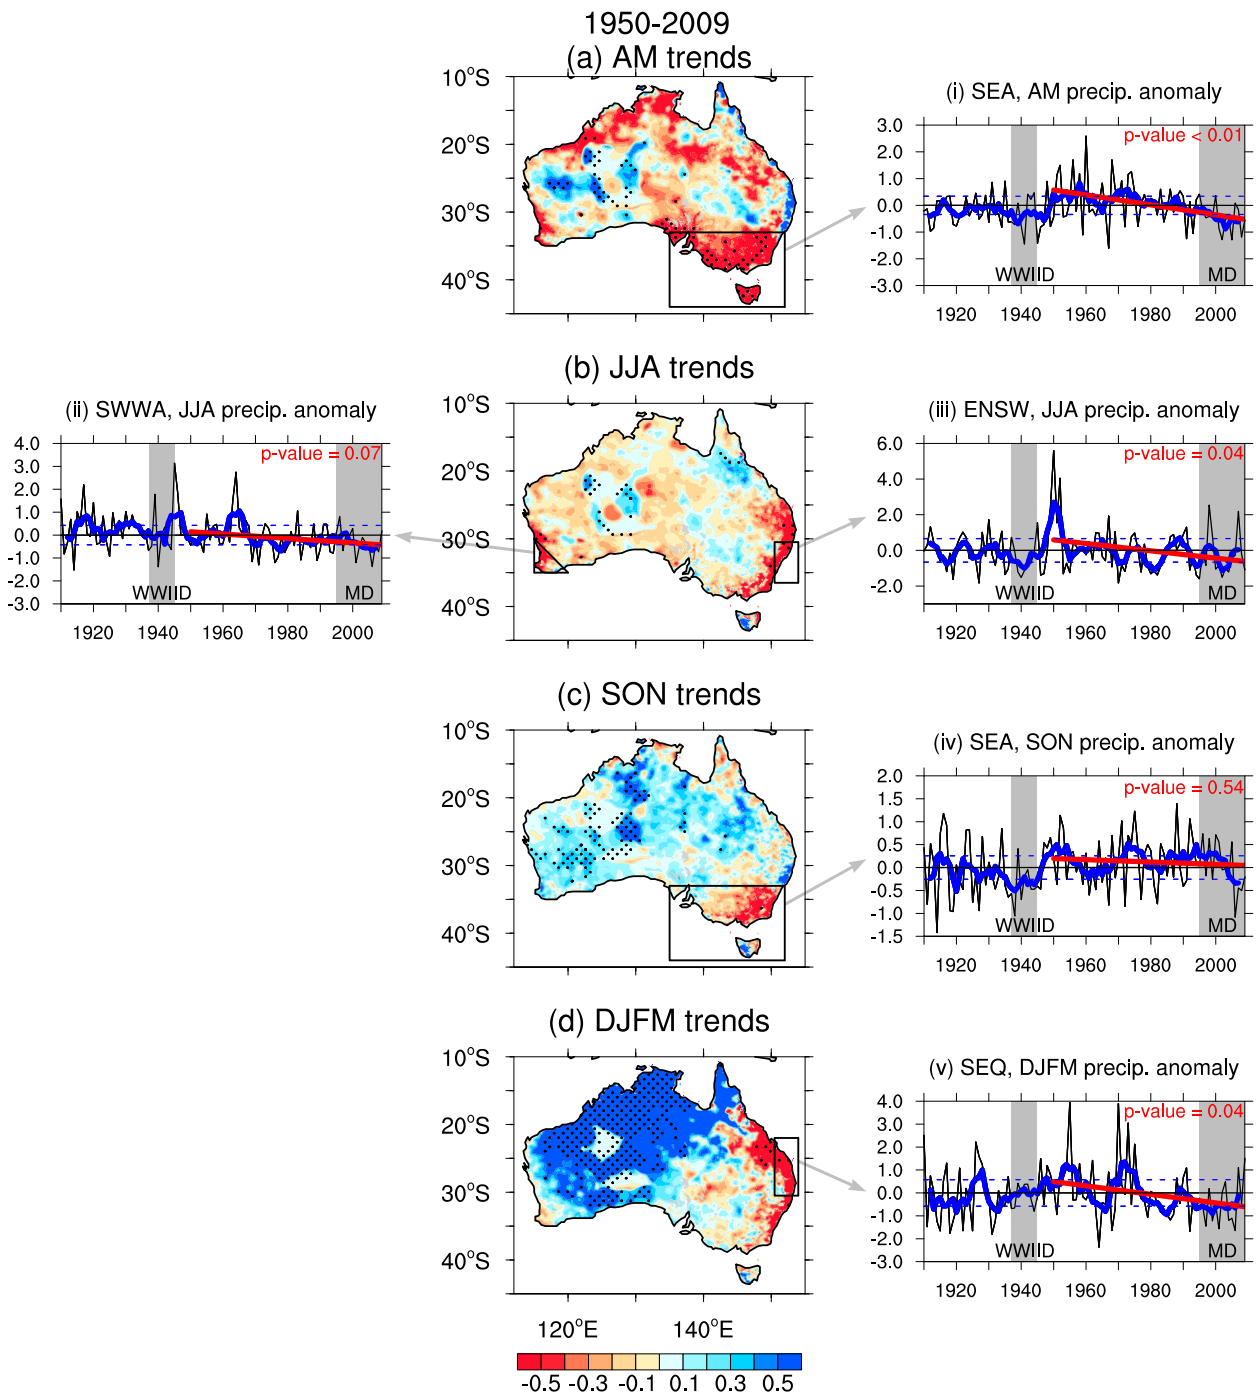 1950-2009
(a) AM trends
10°S
20°S
30°S
40°S
(i) SEA, AM precip. anomaly
p-value < 0.01
3.0
2.0
1.0
0.0
-1.0
-2.0
-3.0
WWIID
MD
1920 1940 1960 1980 2000
(b) JJA trends
10°S
20°S
30°S
40°S
(ii) SWWA, JJA precip. anomaly
p-value = 0.07
4.0
3.0
2.0
1.0
0.0
-1.0
-2.0
-3.0
WWIID
MD
1920 1940 1960 1980 2000
(iii) ENSW, JJA precip. anomaly
p-value = 0.04
6.0
4.0
2.0
0.0
-2.0
WWIID
MD
1920 1940 1960 1980 2000
(c) SON trends
10°S
20°S
30°S
40°S
(iv) SEA, SON precip. anomaly
p-value = 0.54
2.0
1.5
1.0
0.5
0.0
-0.5
-1.0
-1.5
WWIID
MD
1920 1940 1960 1980 2000
(d) DJFM trends
10°S
20°S
30°S
40°S
(v) SEQ, DJFM precip. anomaly
p-value = 0.04
4.0
3.0
2.0
1.0
0.0
-1.0
-2.0
-3.0
WWIID
MD
1920 1940 1960 1980 2000
120°E 140°E
-0.5 -0.3 -0.1 0.1 0.3 0.5